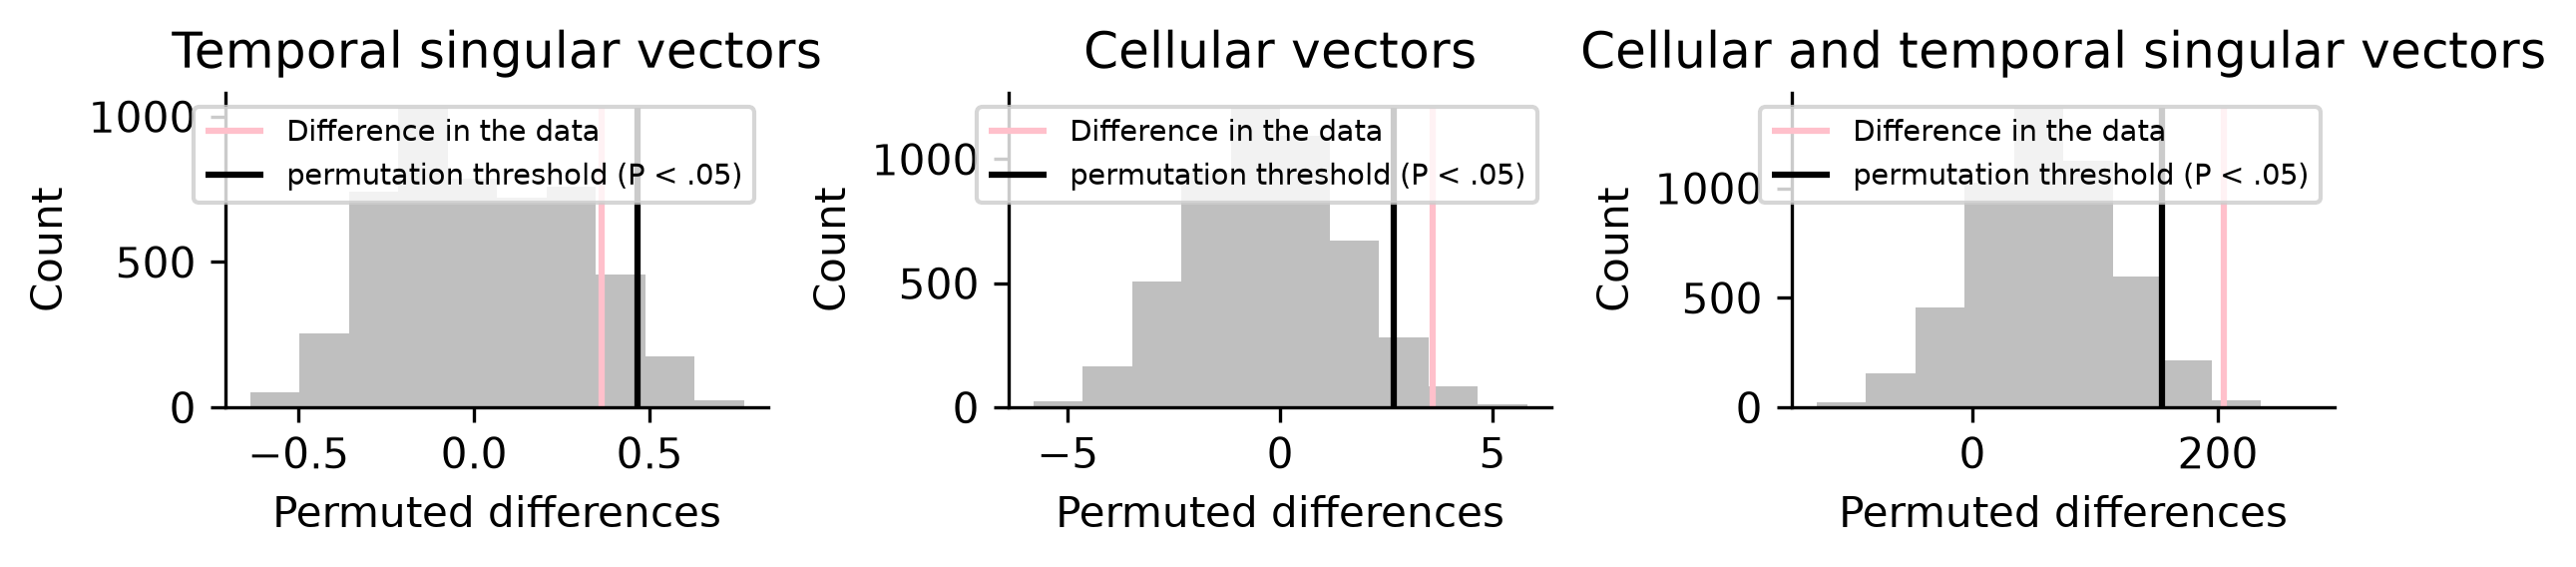 Temporal singular vectors
1000
500
0
Count
Difference in the data
permutation threshold (P < .05)
−0.5 0.0 0.5
Permuted differences
Cellular vectors
1000
500
0
Count
Difference in the data
permutation threshold (P < .05)
−5 0 5
Permuted differences
Cellular and temporal singular vectors
1000
500
0
Count
Difference in the data
permutation threshold (P < .05)
0 200
Permuted differences